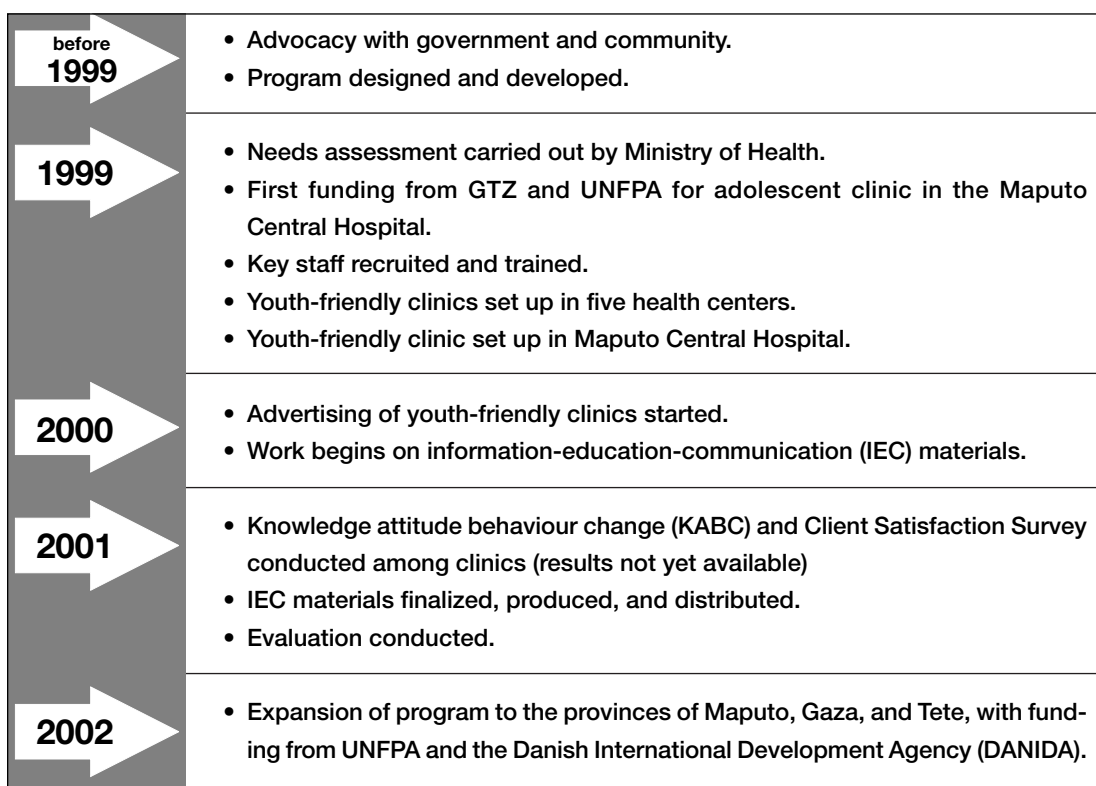 before
1999
• Advocacy with government and community.
• Program designed and developed.
1999
• Needs assessment carried out by Ministry of Health.
• First funding from GTZ and UNFPA for adolescent clinic in the Maputo
Central Hospital.
• Key staff recruited and trained.
• Youth-friendly clinics set up in five health centers.
• Youth-friendly clinic set up in Maputo Central Hospital.
2000
• Advertising of youth-friendly clinics started.
• Work begins on information-education-communication (IEC) materials.
2001
• Knowledge attitude behaviour change (KABC) and Client Satisfaction Survey
conducted among clinics (results not yet available)
• IEC materials finalized, produced, and distributed.
• Evaluation conducted.
2002
• Expansion of program to the provinces of Maputo, Gaza, and Tete, with fund-
ing from UNFPA and the Danish International Development Agency (DANIDA).